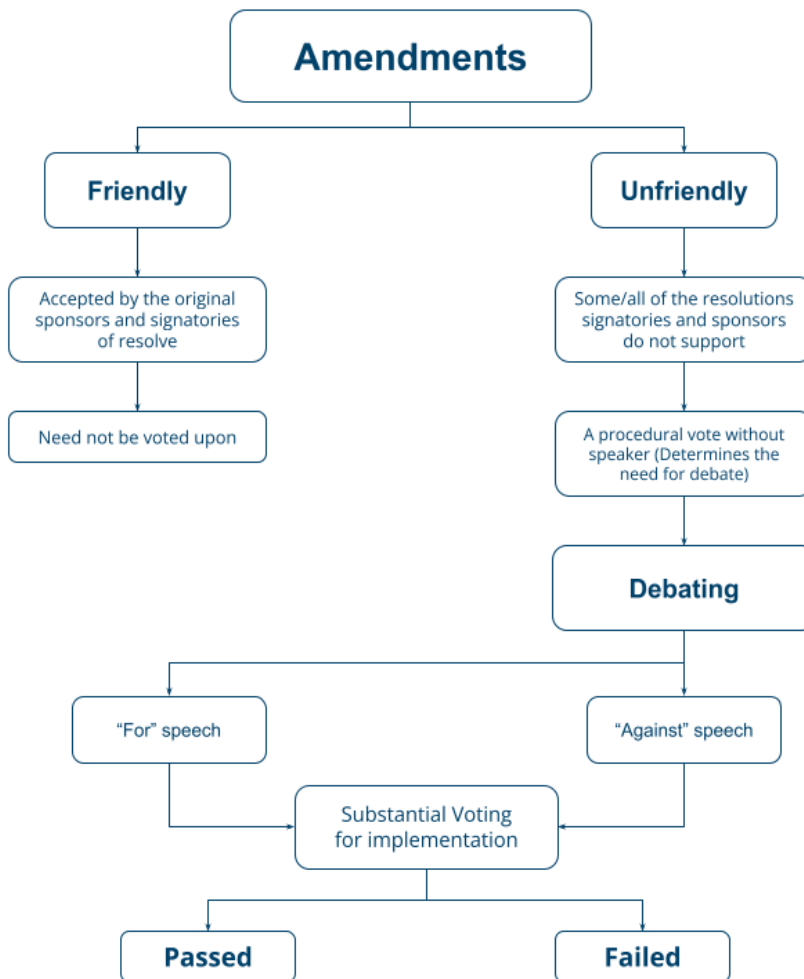 Amendments
Friendly
Unfriendly
Accepted by the original
sponsors and signatories
of resolve
Some/all of the resolutions
signatories and sponsors
do not support
Need not be voted upon
A procedural vote without
speaker (Determines the
need for debate)
Debating
“For” speech
“Against” speech
Substantial Voting
for implementation
Passed
Failed